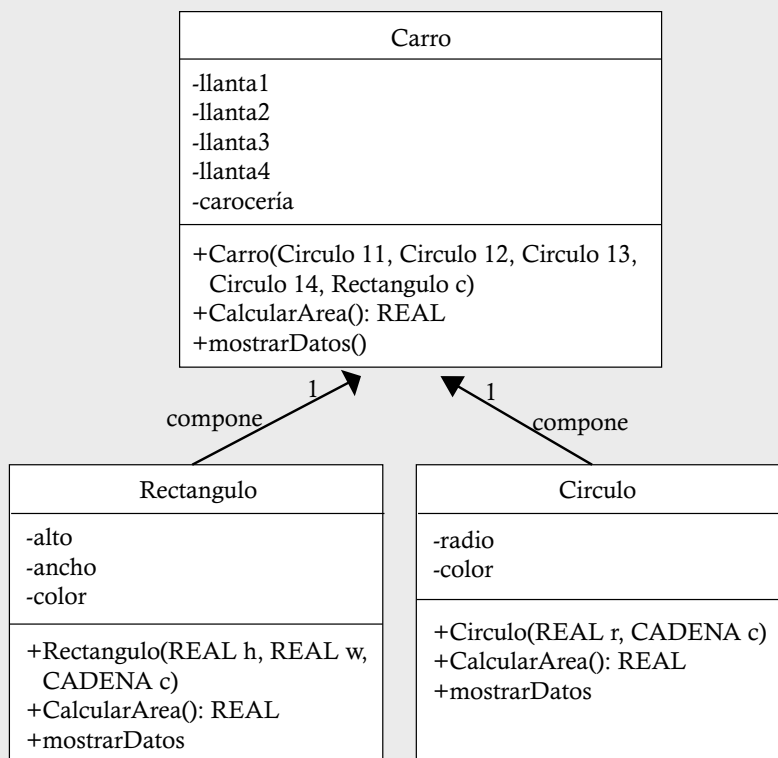 Carro
-llanta1
-llanta2
-llanta3
-llanta4
-carocería
+Carro(Circulo 11, Circulo 12, Circulo 13,
Circulo 14, Rectangulo c)
+CalcularArea(): REAL
+mostrarDatos()
1
compone
1
compone
Rectangulo
-alto
-ancho
-color
+Rectangulo(REAL h, REAL w,
CADENA c)
+CalcularArea(): REAL
+mostrarDatos
Circulo
-radio
-color
+Circulo(REAL r, CADENA c)
+CalcularArea(): REAL
+mostrarDatos